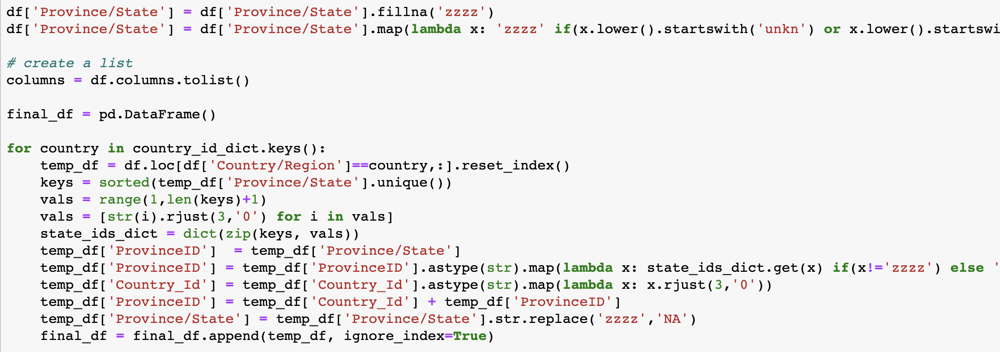 df['Province/State'] = df['Province/State'].fillna('zzzz')
df['Province/State'] = df['Province/State'].map(lambda x: 'zzzz' if(x.lower().startswith('unkn') or x.lower().startswi
# create a list
columns = df.columns.tolist()
final_df = pd.DataFrame()
for country in country_id_dict.keys():
    temp_df = df.loc[df['Country/Region']==country,:].reset_index()
    keys = sorted(temp_df['Province/State'].unique())
    vals = range(1,len(keys)+1)
    vals = [str(i).rjust(3,'0') for i in vals]
    state_ids_dict = dict(zip(keys, vals))
    temp_df['ProvinceID']  = temp_df['Province/State']
    temp_df['ProvinceID'] = temp_df['ProvinceID'].astype(str).map(lambda x: state_ids_dict.get(x) if(x!='zzzz') else '
    temp_df['Country_Id'] = temp_df['Country_Id'].astype(str).map(lambda x: x.rjust(3,'0'))
    temp_df['ProvinceID'] = temp_df['Country_Id'] + temp_df['ProvinceID']
    temp_df['Province/State'] = temp_df['Province/State'].str.replace('zzzz','NA')
    final_df = final_df.append(temp_df, ignore_index=True)